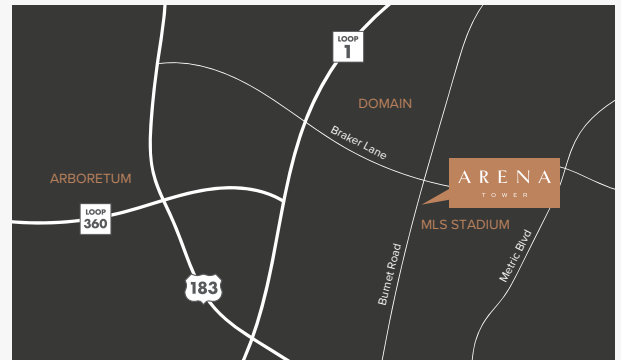 LOOP
1
DOMAIN
Braker Lane
ARENA
TOWER
ARBORETUM
LOOP
360
MLS STADIUM
Burnet Road
Metric Blvd
183